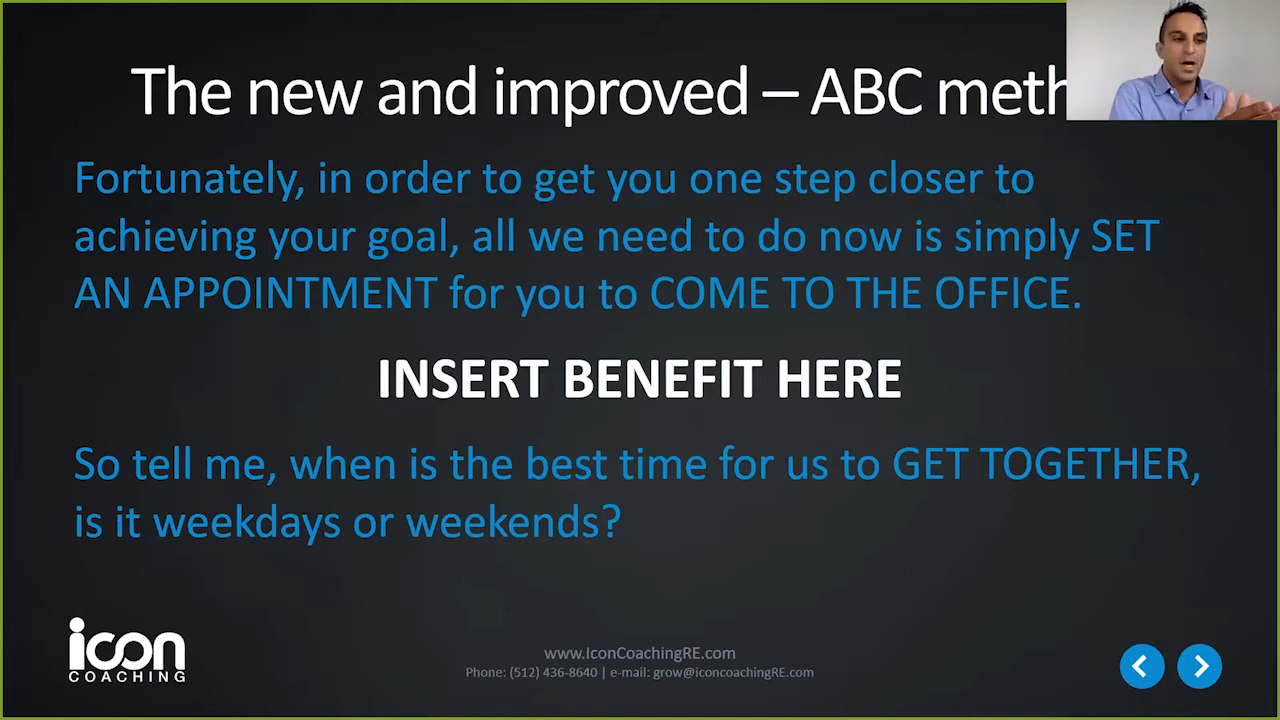 The new and improved – ABC meth
Fortunately, in order to get you one step closer to
achieving your goal, all we need to do now is simply SET
AN APPOINTMENT for you to COME TO THE OFFICE.
INSERT BENEFIT HERE
So tell me, when is the best time for us to GET TOGETHER,
is it weekdays or weekends?
icon
COACHING
www.IconCoachingRE.com
Phone: (512) 436-8640 | e-mail: grow@iconcoachingRE.com